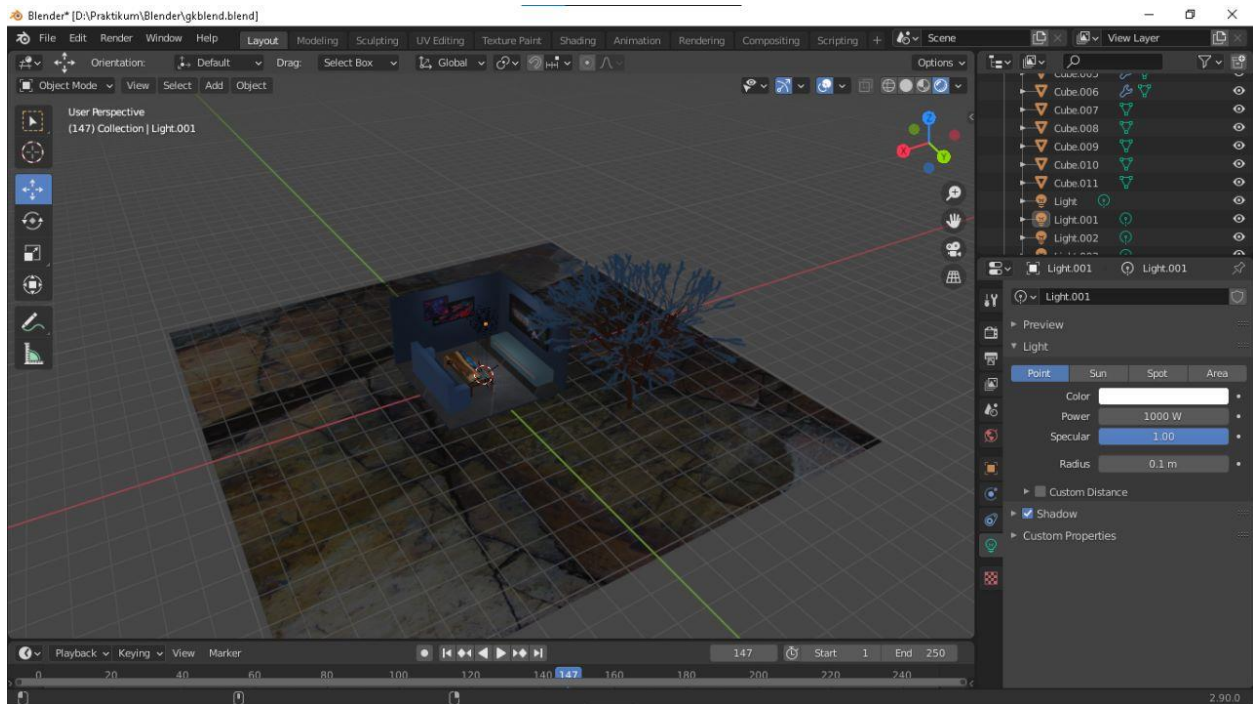 Blender* [D:\Praktikum\Blender\gkblend.blend]
File Edit Render Window Help Layout Modeling Sculpting UV Editing Texture Paint Shading Animation Rendering Compositing Scripting + Scene View Layer
Orientation: Default Drag: Select Box Global Options
Object Mode View Select Add Object
User Perspective
(147) Collection | Light.001
Z
X
Y
Cube.005
Cube.006
Cube.007
Cube.008
Cube.009
Cube.010
Cube.011
Light
Light.001
Light.002
Light.001 Light.001
Light.001
Preview
Light
Point Sun Spot Area
Color
Power 1000 W
Specular 1.00
Radius 0.1 m
Custom Distance
Shadow
Custom Properties
Playback Keying View Marker 147 Start 1 End 250
0 20 40 60 80 100 120 140 147 160 180 200 220 240
2.90.0